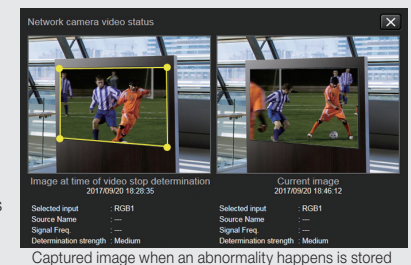 Network camera video status
Image at time of video stop determination
2017/09/20 18:28:35
Selected input : RGB1
Source Name : ---
Signal Freq. : ---
Determination strength : Medium
Current image
2017/09/20 18:46:12
Selected input : RGB1
Source Name : ---
Signal Freq. : ---
Determination strength : Medium
s
Captured image when an abnormality happens is stored